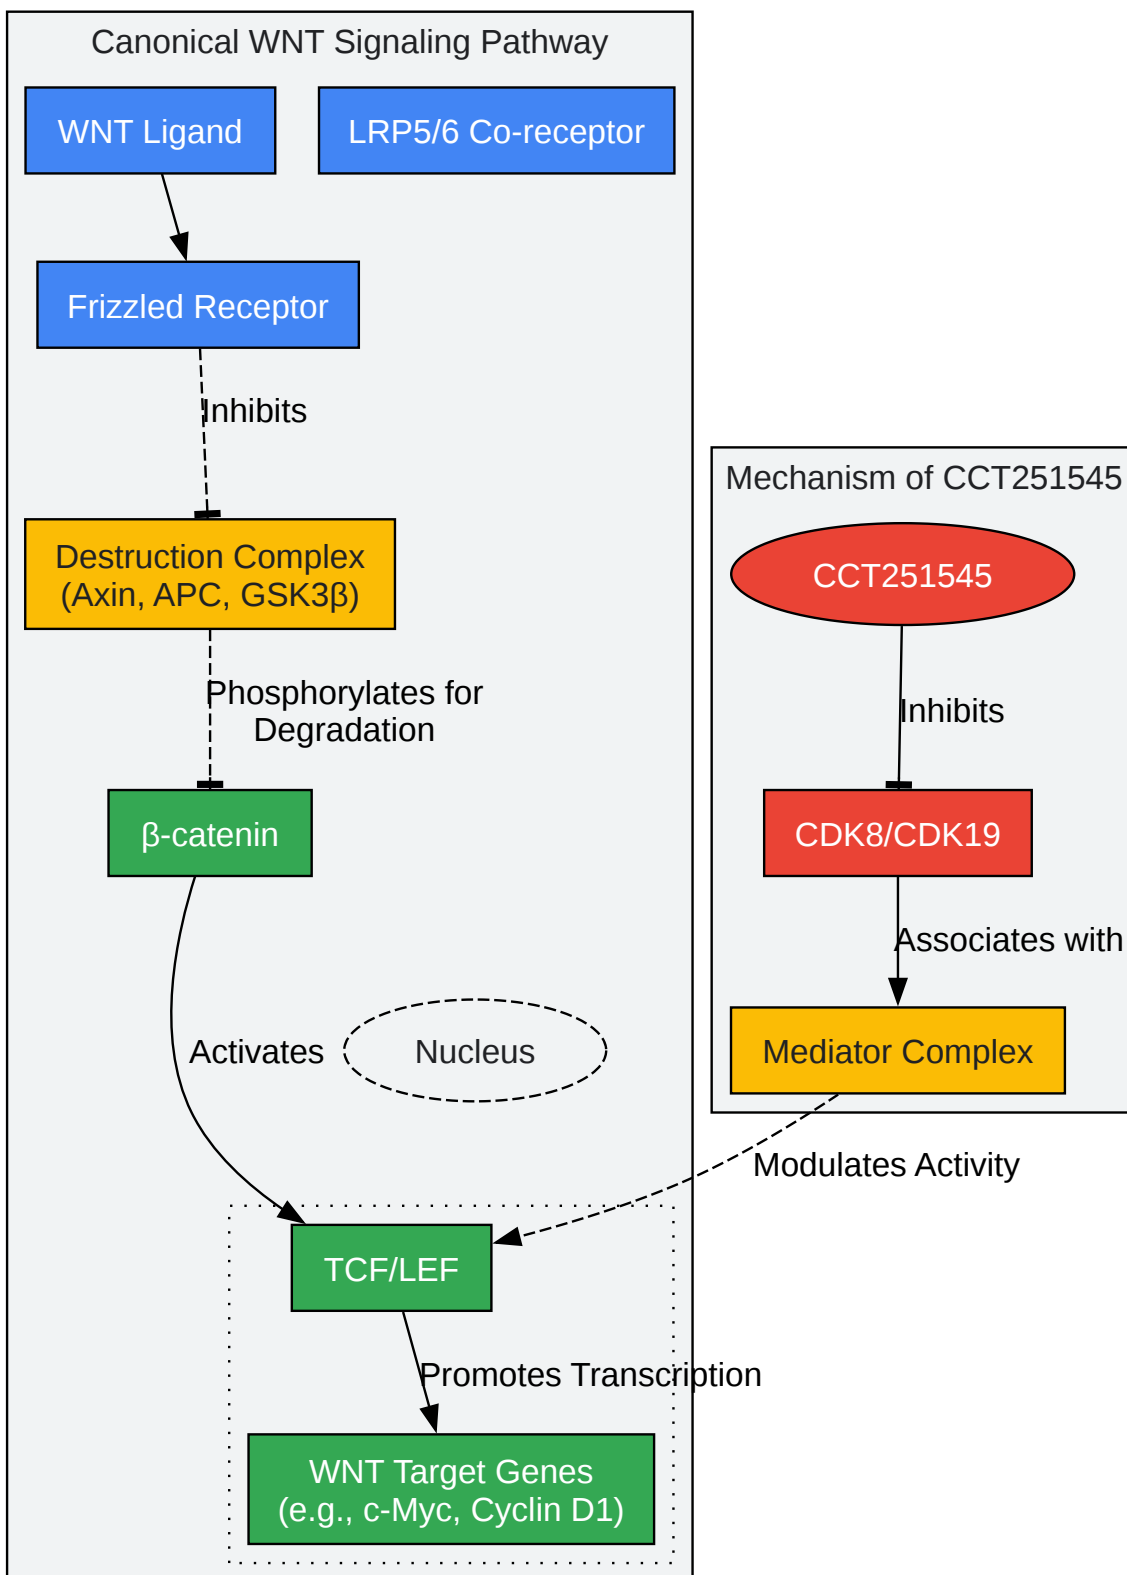 Canonical WNT Signaling Pathway
WNT Ligand
LRP5/6 Co-receptor
Frizzled Receptor
Inhibits
Destruction Complex
(Axin, APC, GSK3β)
Phosphorylates for
Degradation
β-catenin
Activates
Nucleus
TCF/LEF
Promotes Transcription
WNT Target Genes
(e.g., c-Myc, Cyclin D1)
Mechanism of CCT251545
CCT251545
Inhibits
CDK8/CDK19
Associates with
Mediator Complex
Modulates Activity